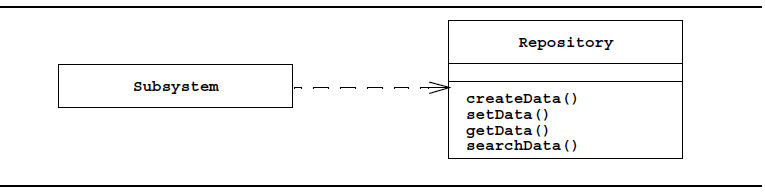 Repository
Subsystem
createData()
setData()
getData()
searchData()